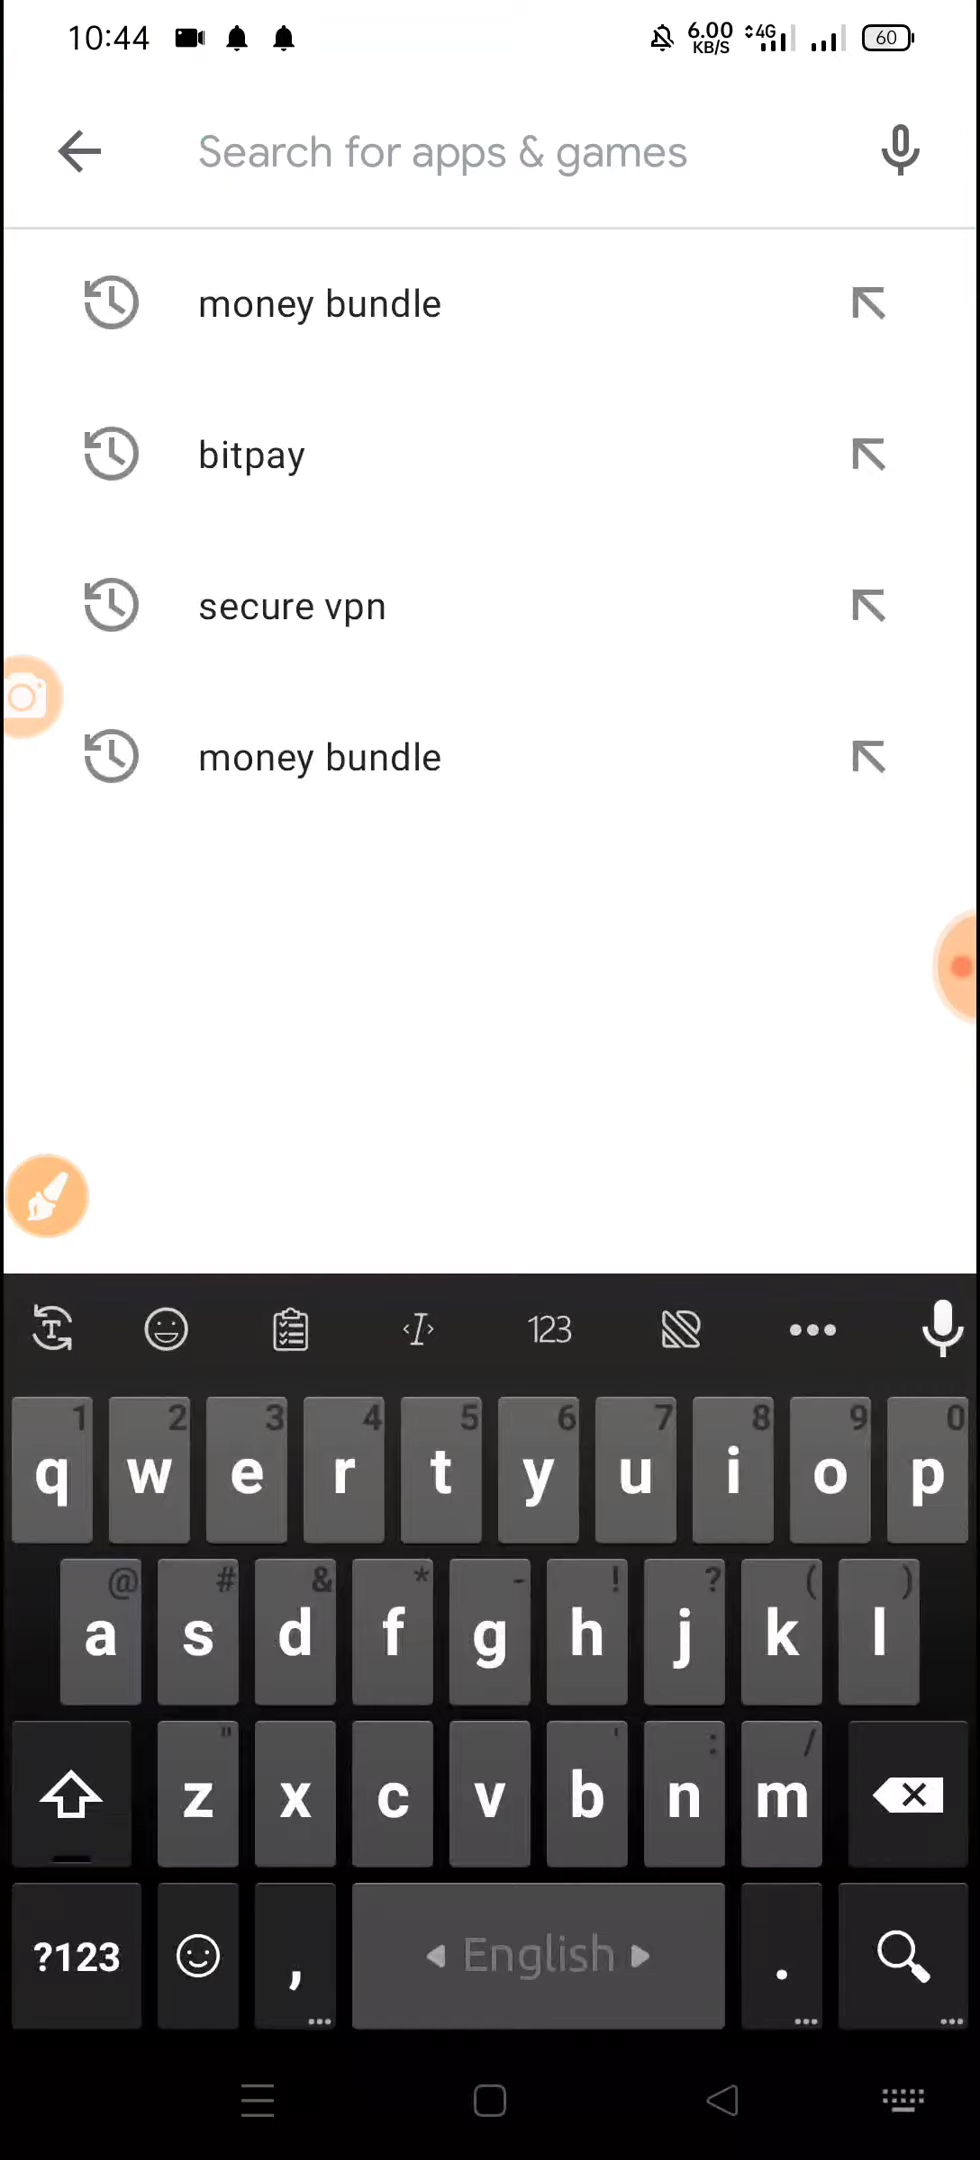 10:44 6.00 KB/S 4G 60
Search for apps & games
money bundle
bitpay
secure vpn
money bundle
T I 123
1 2 3 4 5 6 7 8 9 0
q w e r t y u i o p
@ # & * - ! ? ( )
a s d f g h j k l
" ' : /
z x c v b n m
?123 , English .